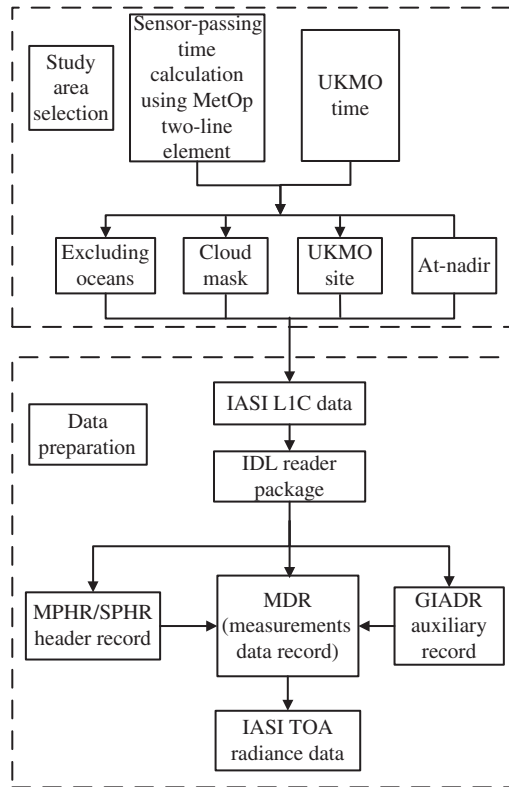 Study
area
selection
Sensor-passing
time
calculation
using MetOp
two-line
element
UKMO
time
Excluding
oceans
Cloud
mask
UKMO
site
At-nadir
Data
preparation
IASI L1C data
IDL reader
package
MPHR/SPHR
header record
MDR
(measurements
data record)
GIADR
auxiliary
record
IASI TOA
radiance data